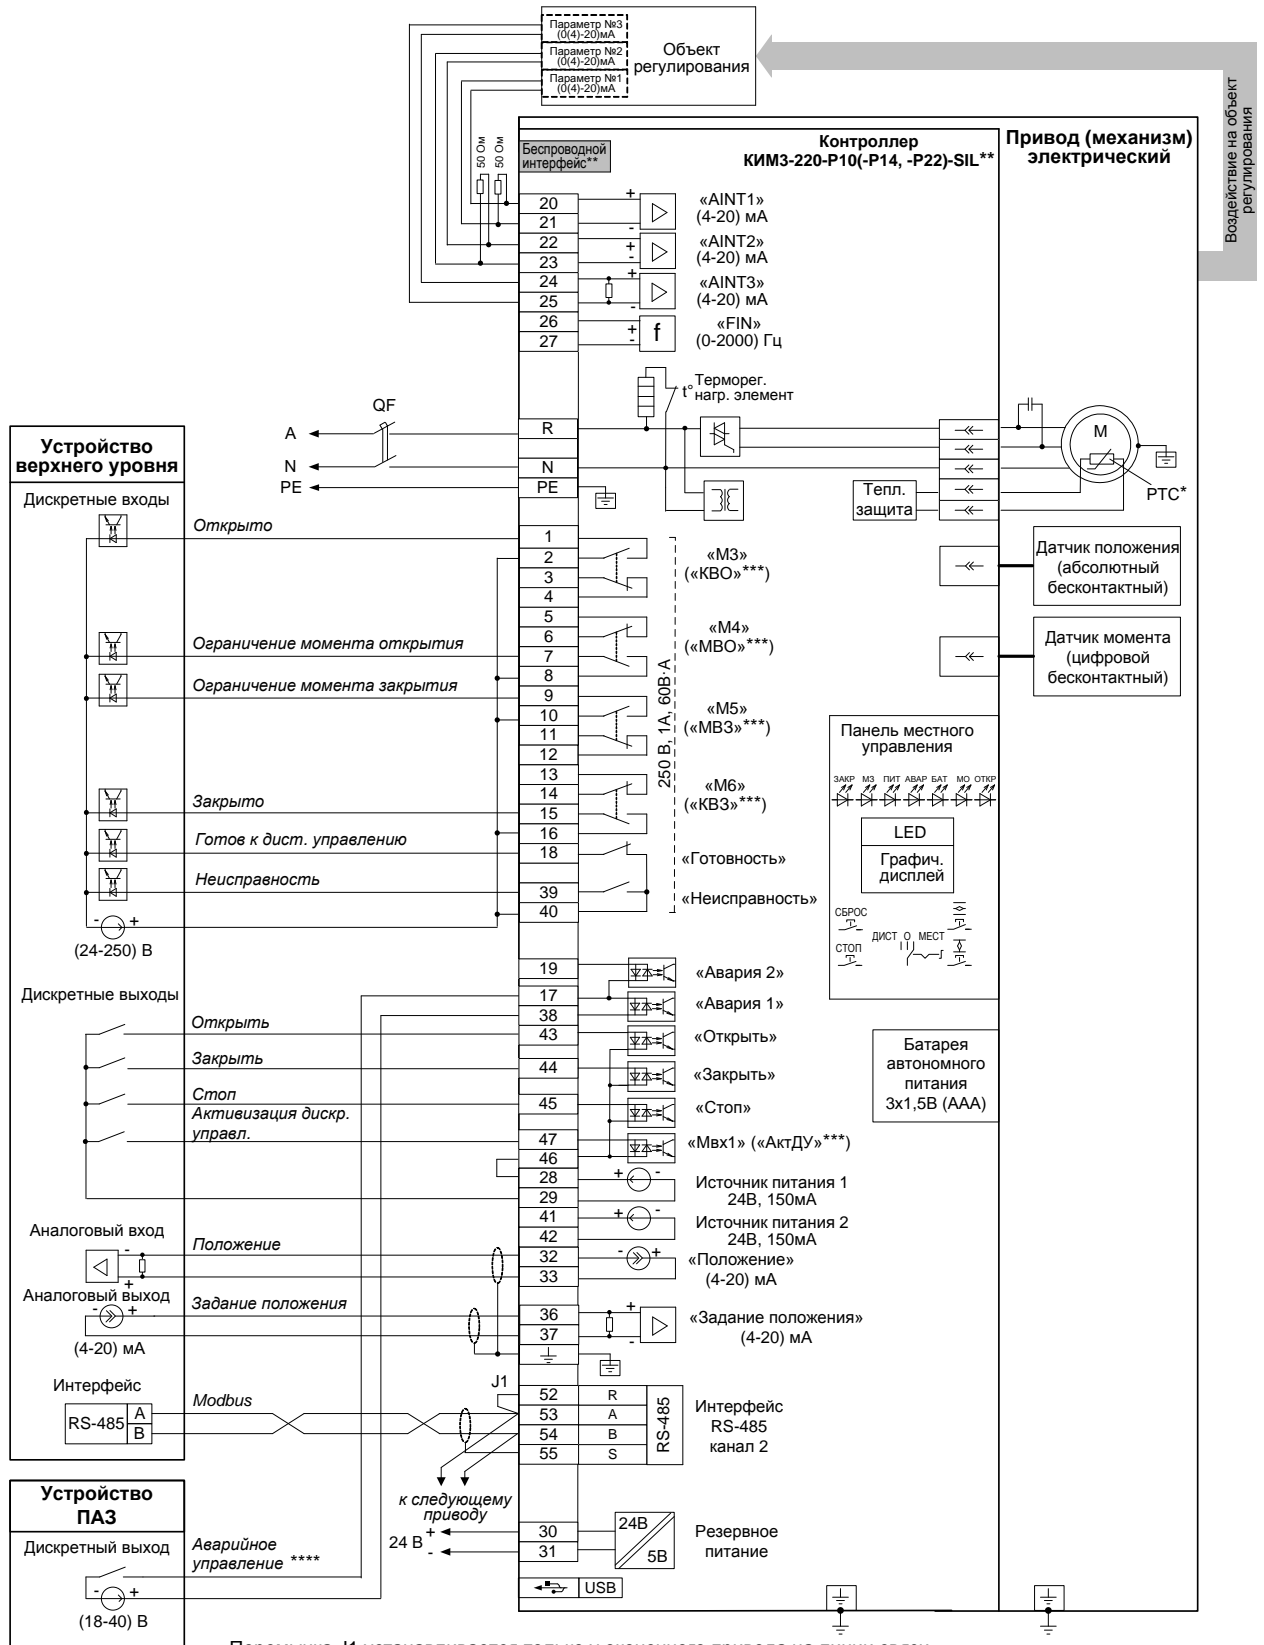 Параметр №3
(0(4)-20)мА
Параметр №2
(0(4)-20)мА
Параметр №1
(0(4)-20)мА
Объект
регулирования
Воздействие на объект
регулирования
50 Ом
50 Ом
Беспроводной
интерфейс**
Контроллер
КИМ3-220-Р10(-Р14, -Р22)-SIL**
Привод (механизм)
электрический
20
21
22
23
24
25
26
27
+
-
«AINT1»
(4-20) мА
+
-
«AINT2»
(4-20) мА
+
-
«AINT3»
(4-20) мА
+
-
f
«FIN»
(0-2000) Гц
t°
Терморег.
нагр. элемент
QF
A
N
PE
R
N
PE
M
PTC*
Тепл.
защита
Устройство
верхнего уровня
Дискретные входы
Открыто
Ограничение момента открытия
Ограничение момента закрытия
Закрыто
Готов к дист. управлению
Неисправность
- +
(24-250) В
1
2
3
4
5
6
7
8
9
10
11
12
13
14
15
16
18
39
40
«М3»
(«КВО»***)
«М4»
(«МВО»***)
«М5»
(«МВЗ»***)
«М6»
(«КВЗ»***)
250 В, 1А, 60В·А
«Готовность»
«Неисправность»
Датчик положения
(абсолютный
бесконтактный)
Датчик момента
(цифровой
бесконтактный)
Панель местного
управления
ЗАКР МЗ ПИТ АВАР БАТ МО ОТКР
LED
Графич.
дисплей
СБРОС
СТОП
ДИСТ О МЕСТ
Батарея
автономного
питания
3х1,5В (ААА)
Дискретные выходы
Открыть
Закрыть
Стоп
Активизация дискр.
управл.
19
17
38
43
44
45
47
46
28
29
41
42
32
33
36
37
«Авария 2»
«Авария 1»
«Открыть»
«Закрыть»
«Стоп»
«Мвх1» («АктДУ»***)
+ -
Источник питания 1
24В, 150мА
+ -
Источник питания 2
24В, 150мА
- +
«Положение»
(4-20) мА
+
-
«Задание положения»
(4-20) мА
Аналоговый вход
Положение
-
+
Аналоговый выход
Задание положения
- +
(4-20) мА
Интерфейс
RS-485
A
B
Modbus
J1
52
53
54
55
R
A
B
S
RS-485
Интерфейс
RS-485
канал 2
к следующему
приводу
24 В
+
-
30
31
24В
5В
Резервное
питание
USB
Устройство
ПАЗ
Дискретный выход
Аварийное
управление ****
- +
(18-40) В